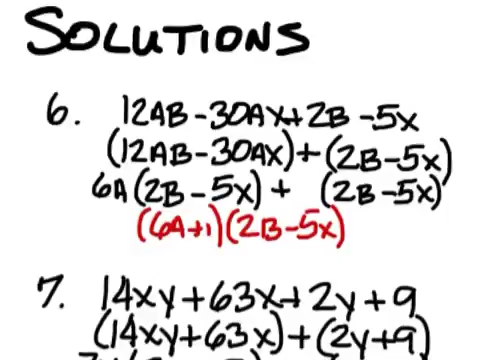 SOLUTIONS
6. 12AB - 30AX + 2B - 5X
(12AB - 30AX) + (2B - 5X)
6A(2B - 5X) + (2B - 5X)
(6A+1)(2B - 5X)
7. 14XY + 63X + 2Y + 9
(14XY + 63X) + (2Y + 9)